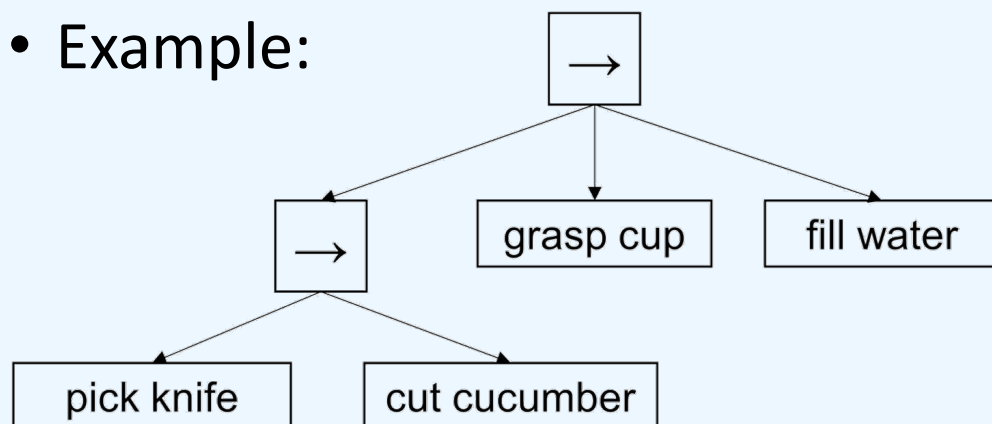 • Example:
→
→
grasp cup
fill water
pick knife
cut cucumber